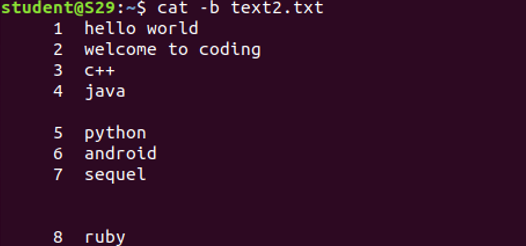 student@S29:~$ cat -b text2.txt
1 hello world
2 welcome to coding
3 c++
4 java
5 python
6 android
7 sequel
8 ruby